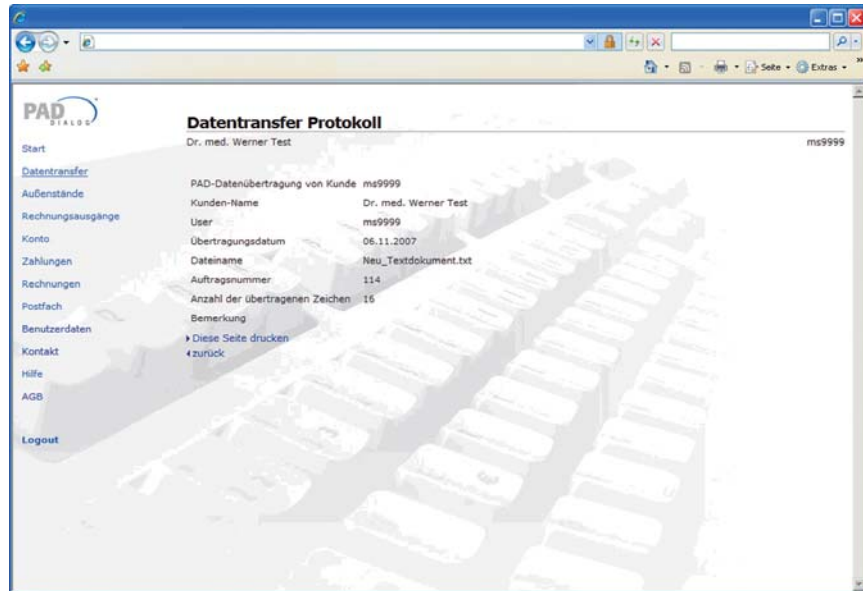 Seite
Extras
PAD
DIALOG
Datentransfer Protokoll
Dr. med. Werner Test ms9999
Start
Datentransfer
Außenstände
Rechnungsausgänge
Konto
Zahlungen
Rechnungen
Postfach
Benutzerdaten
Kontakt
Hilfe
AGB
Logout
PAD-Datenübertragung von Kunde ms9999
Kunden-Name Dr. med. Werner Test
User ms9999
Übertragungsdatum 06.11.2007
Dateiname Neu_Textdokument.txt
Auftragsnummer 114
Anzahl der übertragenen Zeichen 16
Bemerkung
Diese Seite drucken
zurück